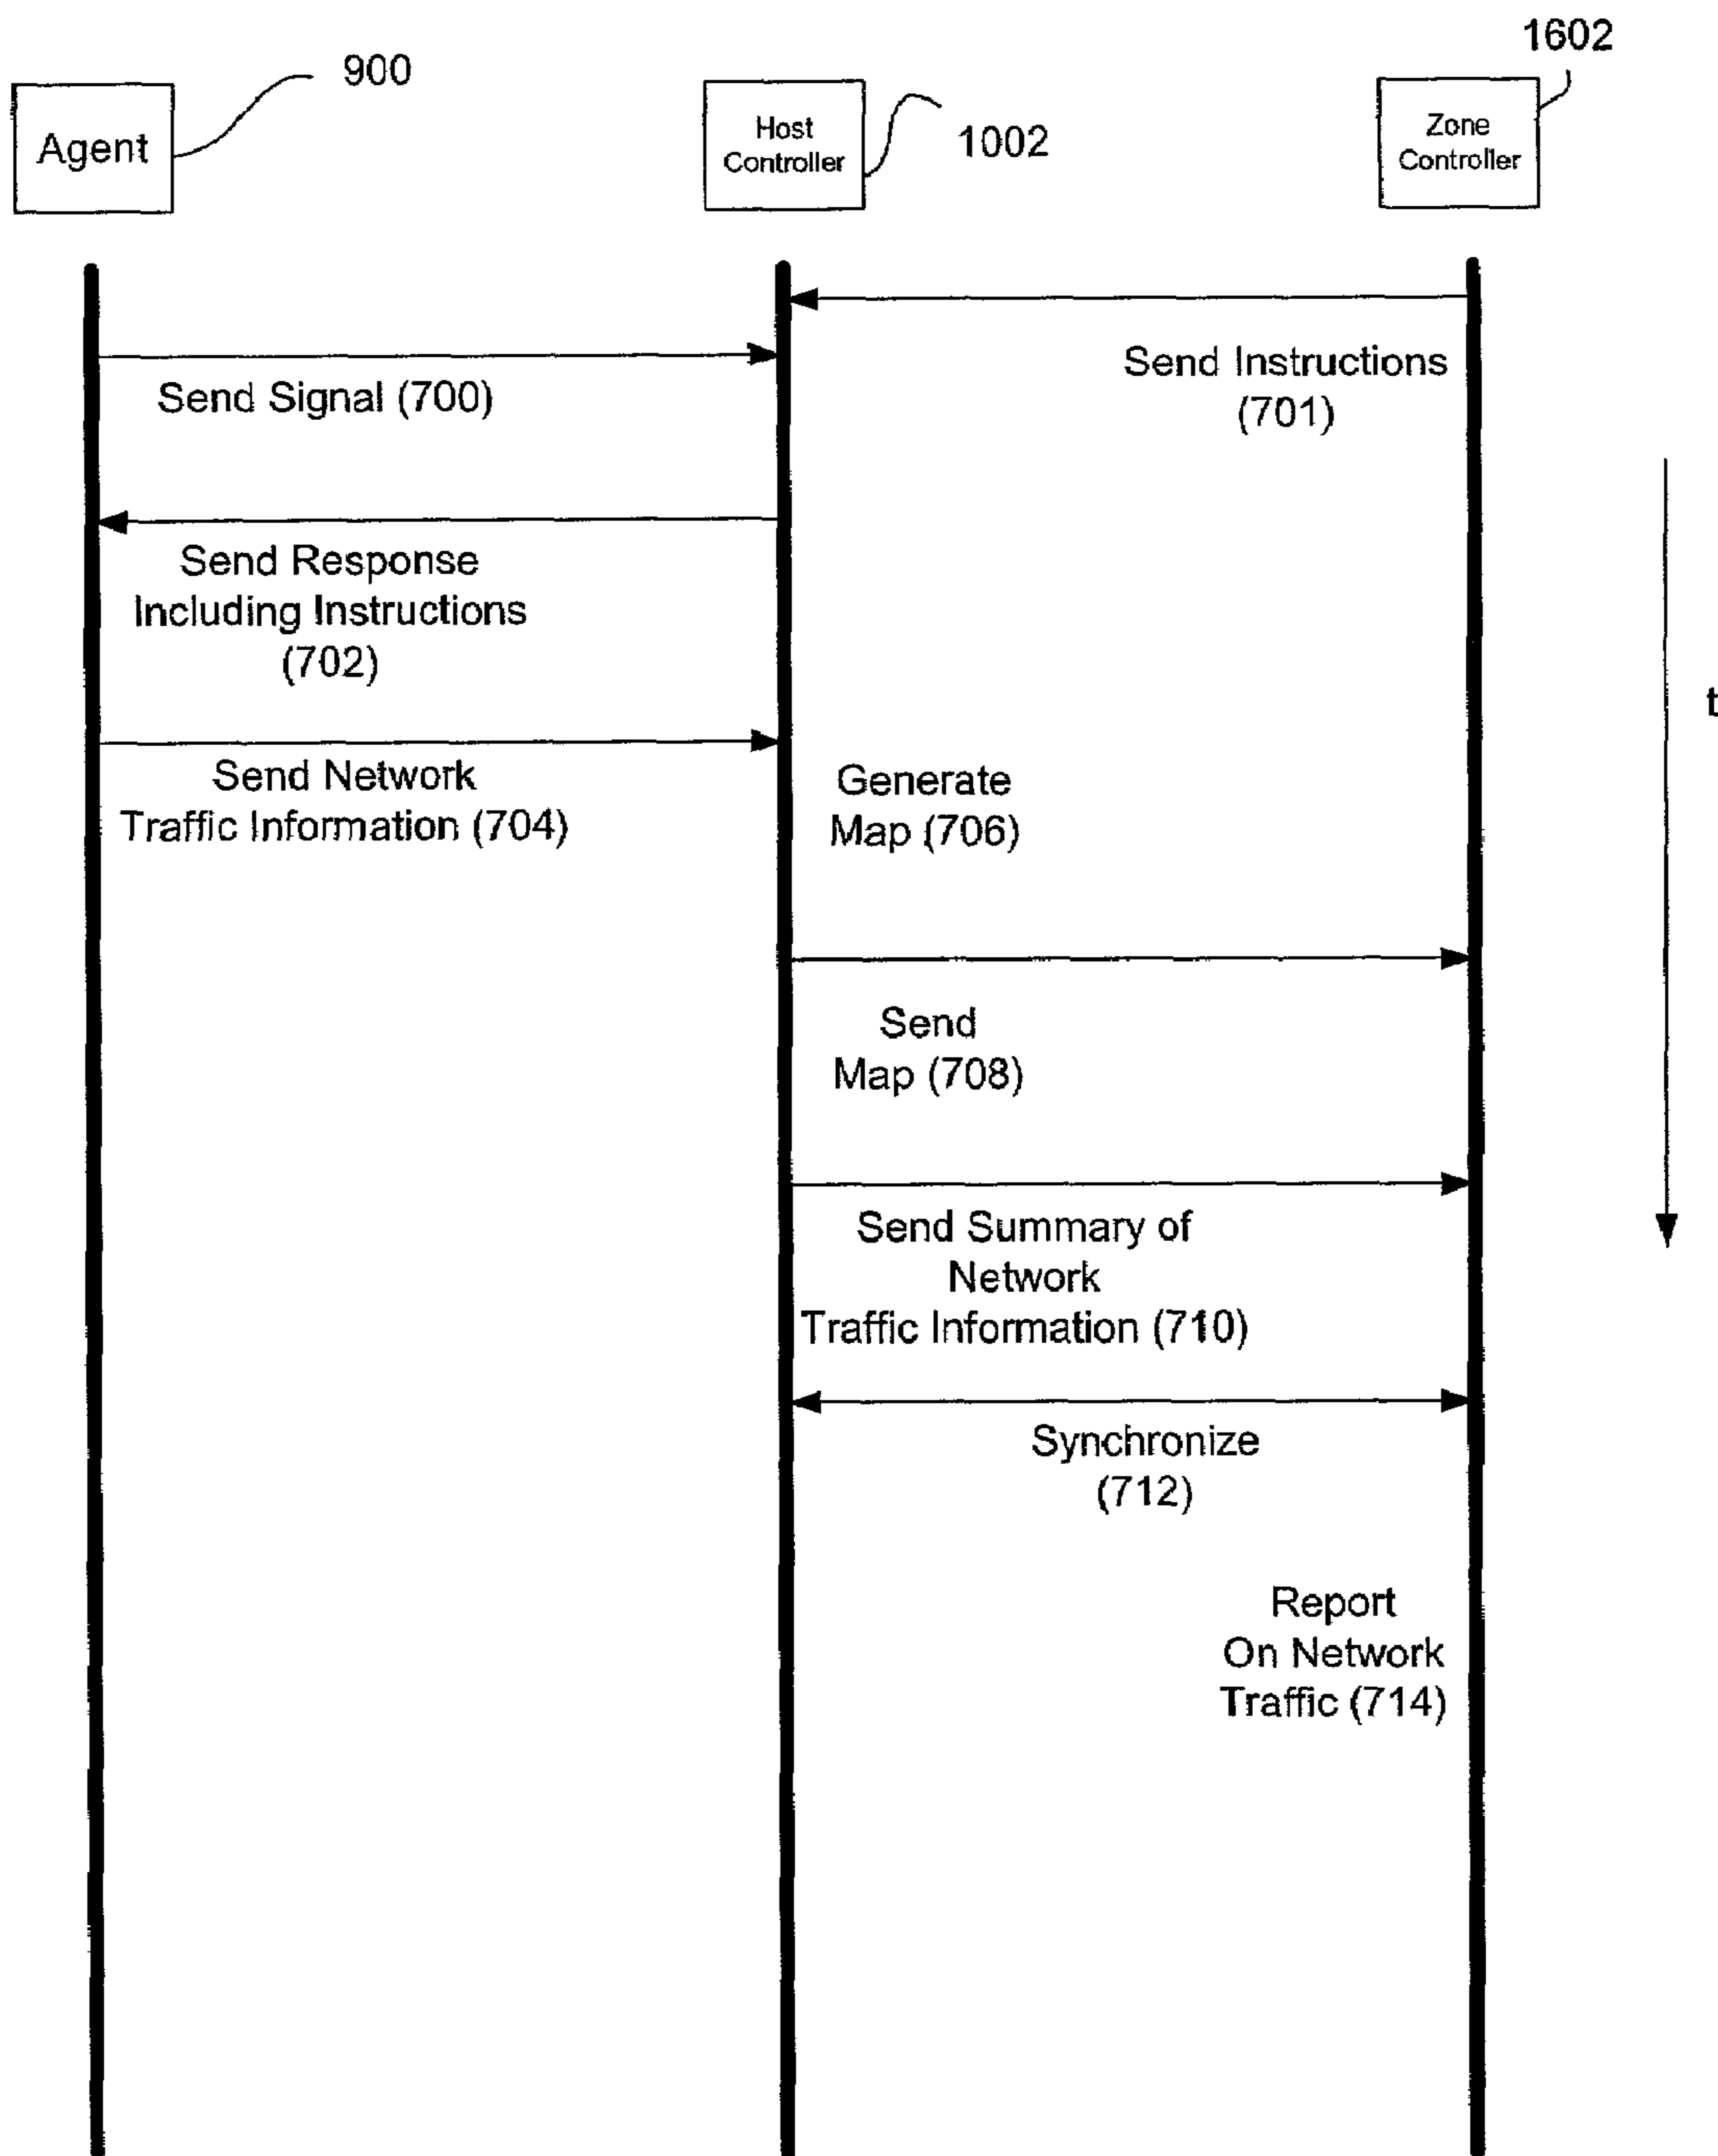 1602
900
Agent
Host
Controller
1002
Zone
Controller
Send Signal (700)
Send Instructions
(701)
Send Response
Including Instructions
(702)
t
Send Network
Traffic Information (704)
Generate
Map (706)
Send
Map (708)
Send Summary of
Network
Traffic Information (710)
Synchronize
(712)
Report
On Network
Traffic (714)